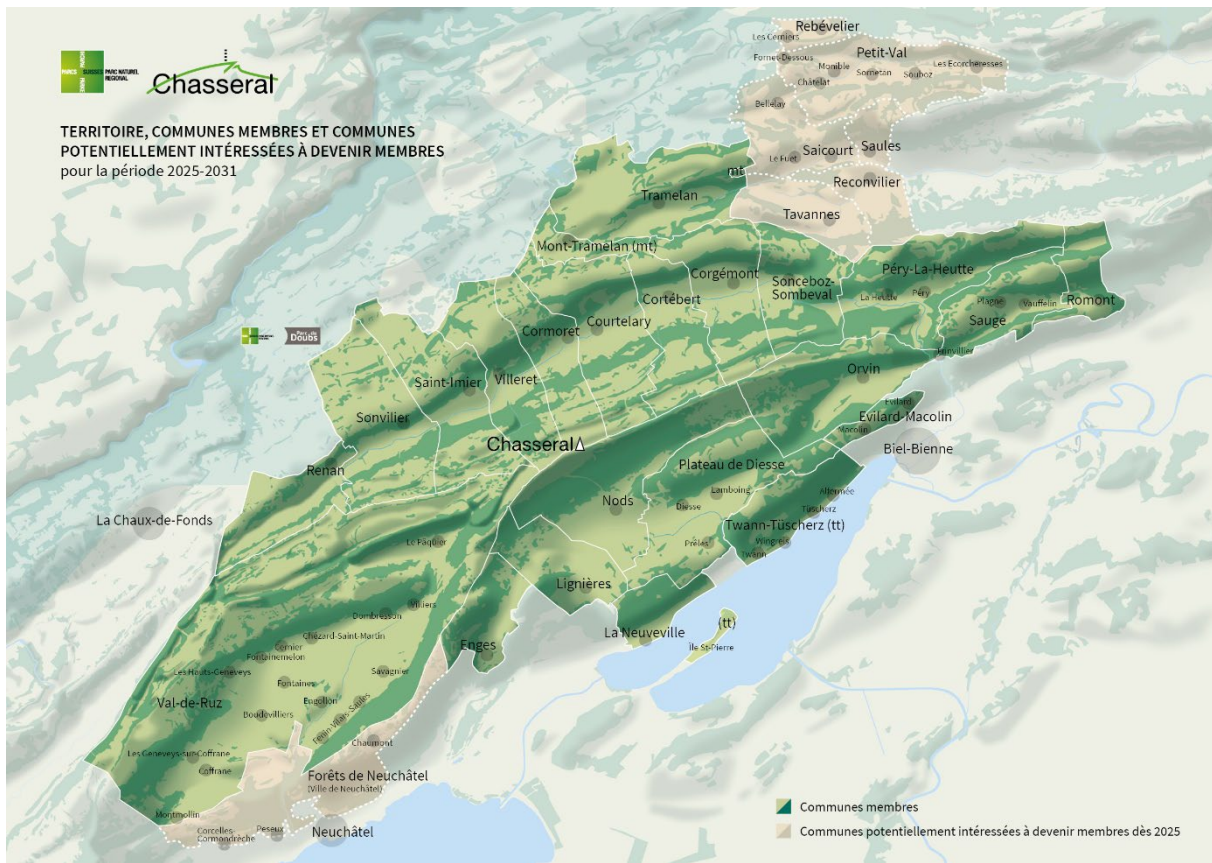 PARCS SUISSES PARC NATUREL
REGIONAL
Chasseral
TERRITOIRE, COMMUNES MEMBRES ET COMMUNES
POTENTIELLEMENT INTÉRESSÉES À DEVENIR MEMBRES
pour la période 2025-2031
Rebévelier
Les Cerniers
Petit-Val
Fornet-Dessous
Monible
Les Ecorcheresses
Sornetan
Souboz
Châtelat
Bellelay
Saules
Saicourt
Le Fuet
mt
Reconvilier
Tramelan
Tavannes
Mont-Tramelan (mt)
Péry-La-Heutte
Corgémont
Sonceboz-
Sombeval
La Heutte
Péry
Cortébert
Plagne
Vauffelin
Romont
Sauge
Courtelary
Cormoret
Doubs
Frinvillier
Orvin
Villeret
Saint-Imier
Evilard
Sonvilier
Evilard-Macolin
Macolin
Chasseral
Biel-Bienne
Plateau de Diesse
Renan
Lamboing
Alfermée
Nods
Diesse
Tüscherz
La Chaux-de-Fonds
Twann-Tüscherz (tt)
Le Pâquier
Prêles
Wingreis
Twann
Lignières
Villiers
Dombresson
(tt)
La Neuveville
Chézard-Saint-Martin
Enges
Île St-Pierre
Cernier
Fontainemelon
Les Hauts-Geneveys
Savagnier
Fontaines
Val-de-Ruz
Engollon
Boudevilliers
Fenin-Vilars-Saules
Chaumont
Les Geneveys-sur-Coffrane
Coffrane
Forêts de Neuchâtel
(Ville de Neuchâtel)
Montmollin
Communes membres
Peseux
Neuchâtel
Corcelles-
Cormondrèche
Communes potentiellement intéressées à devenir membres dès 2025